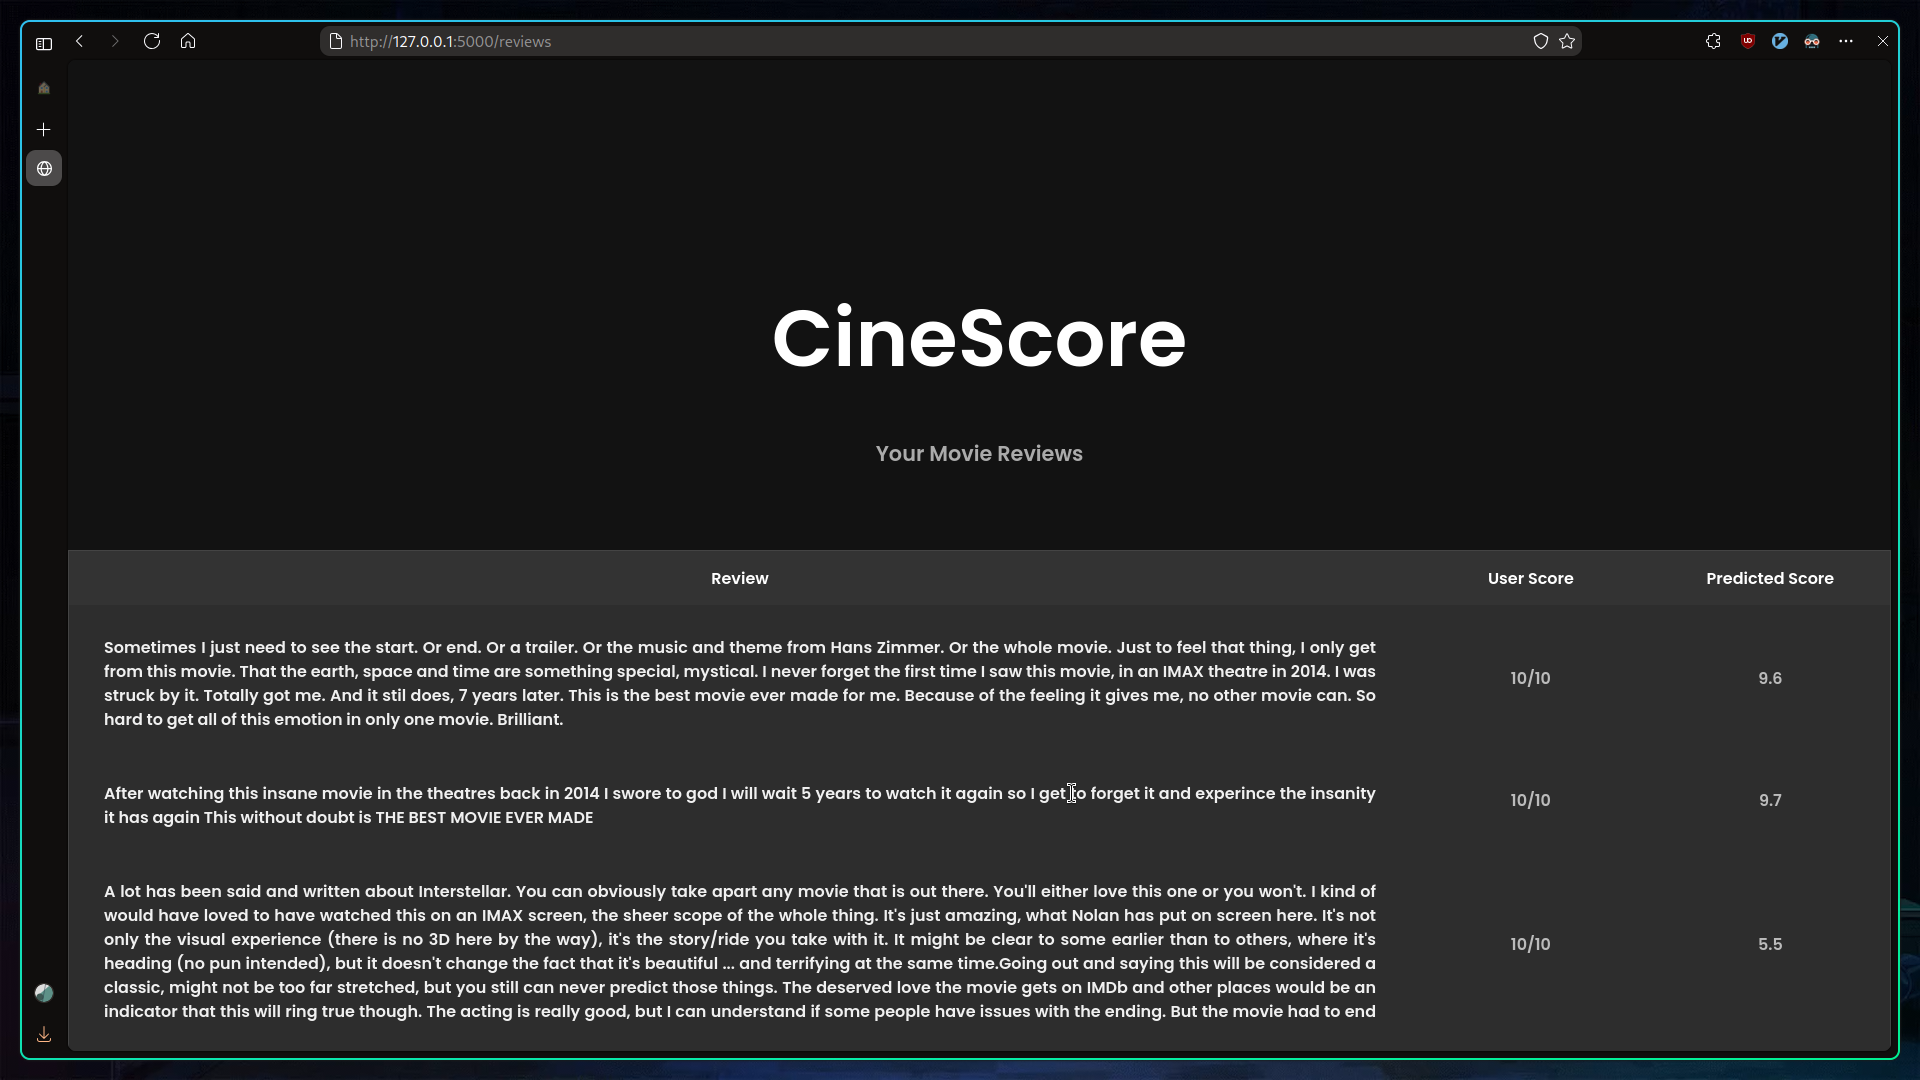 http://127.0.0.1:5000/reviews
CineScore
Your Movie Reviews
Review User Score Predicted Score
Sometimes I just need to see the start. Or end. Or a trailer. Or the music and theme from Hans Zimmer. Or the whole movie. Just to feel that thing, I only get
from this movie. That the earth, space and time are something special, mystical. I never forget the first time I saw this movie, in an IMAX theatre in 2014. I was
struck by it. Totally got me. And it stil does, 7 years later. This is the best movie ever made for me. Because of the feeling it gives me, no other movie can. So
hard to get all of this emotion in only one movie. Brilliant.
10/10 9.6
After watching this insane movie in the theatres back in 2014 I swore to god I will wait 5 years to watch it again so I get to forget it and experince the insanity
it has again This without doubt is THE BEST MOVIE EVER MADE
10/10 9.7
A lot has been said and written about Interstellar. You can obviously take apart any movie that is out there. You'll either love this one or you won't. I kind of
would have loved to have watched this on an IMAX screen, the sheer scope of the whole thing. It's just amazing, what Nolan has put on screen here. It's not
only the visual experience (there is no 3D here by the way), it's the story/ride you take with it. It might be clear to some earlier than to others, where it's
heading (no pun intended), but it doesn't change the fact that it's beautiful ... and terrifying at the same time.Going out and saying this will be considered a
classic, might not be too far stretched, but you still can never predict those things. The deserved love the movie gets on IMDb and other places would be an
indicator that this will ring true though. The acting is really good, but I can understand if some people have issues with the ending. But the movie had to end
10/10 5.5